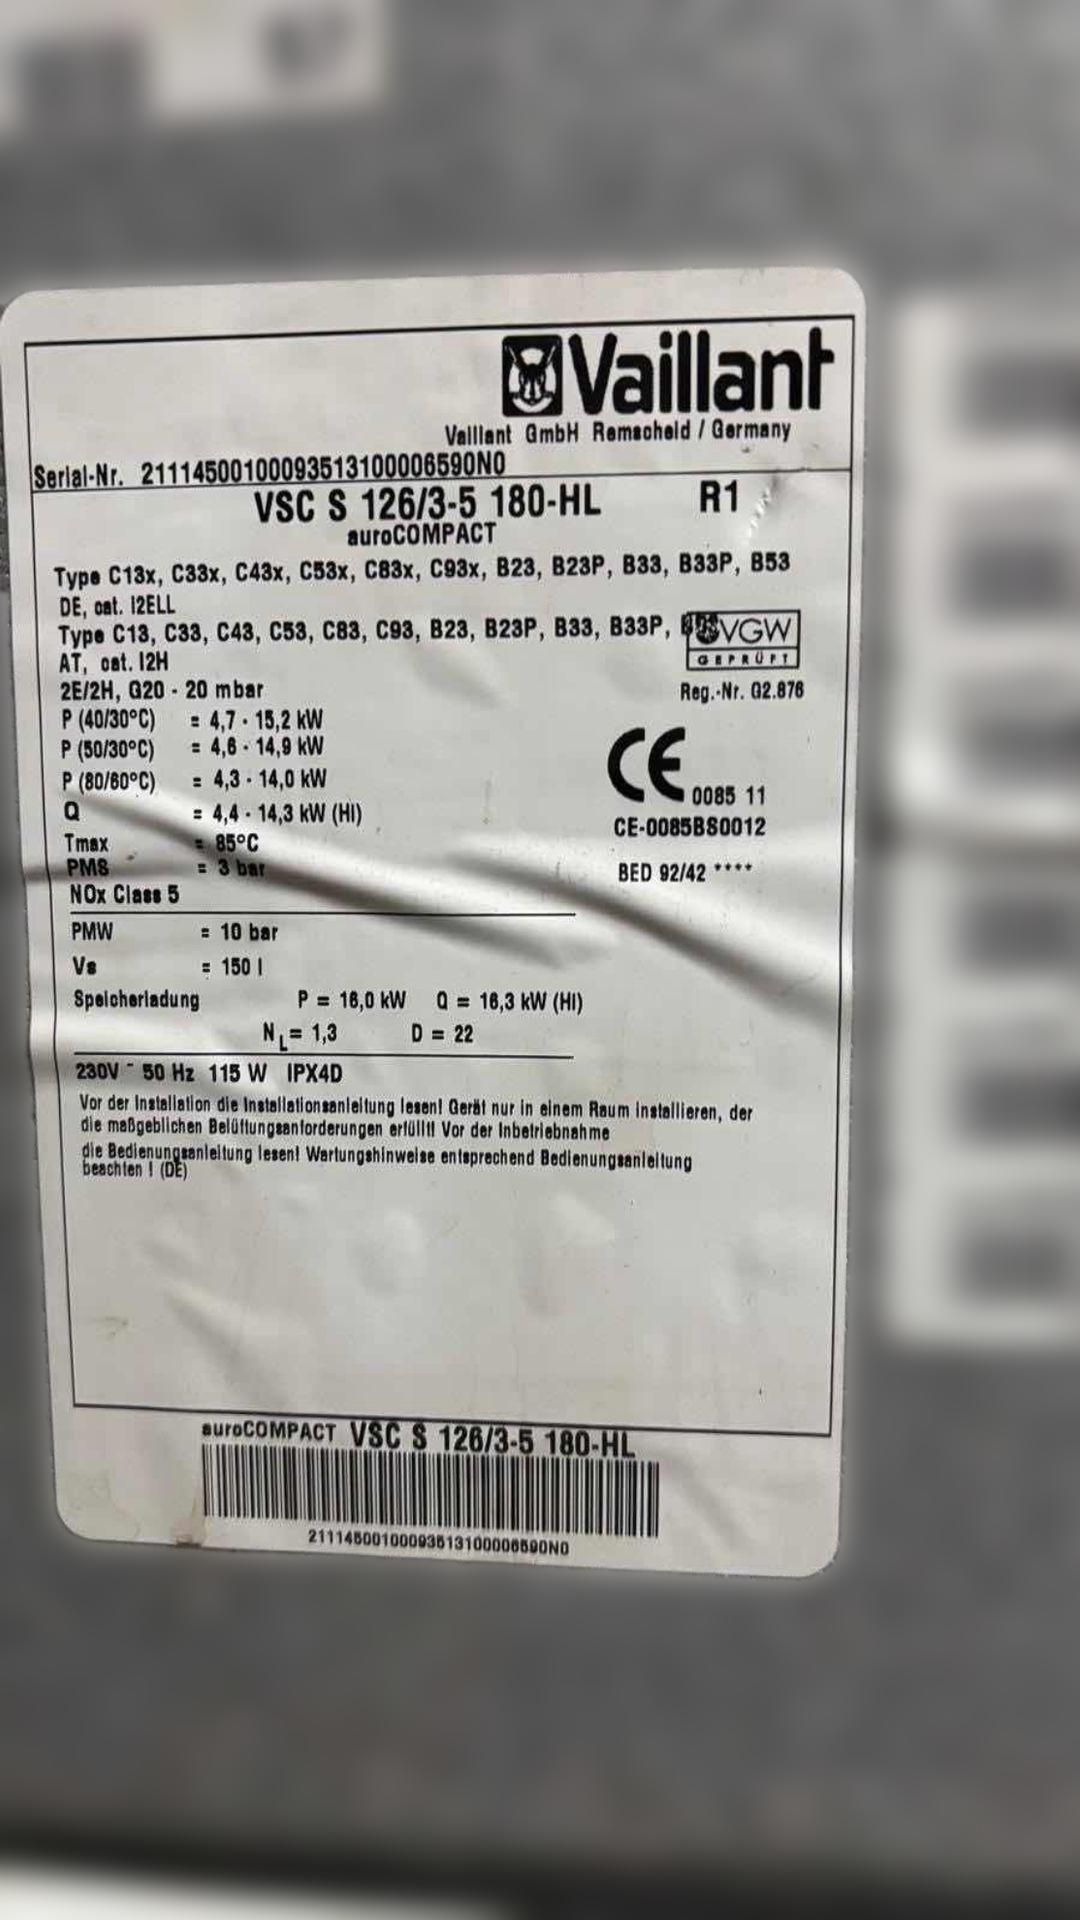 Vaillant
Vaillant GmbH Remscheid / Germany
Serial-Nr. 21114500100093513100006590N0
VSC S 126/3-5 180-HL R1
auroCOMPACT
Type C13x, C33x, C43x, C53x, C83x, C93x, B23, B23P, B33, B33P, B53
DE, cat. I2ELL
Type C13, C33, C43, C53, C83, C93, B23, B23P, B33, B33P,
VGW
AT, cat. I2H
GEPRÜFT
2E/2H, G20 - 20 mbar
Reg.-Nr. G2.876
P (40/30°C) = 4,7 - 15,2 kW
P (50/30°C) = 4,6 - 14,9 kW
P (80/60°C) = 4,3 - 14,0 kW
CE 0085 11
Q = 4,4 - 14,3 kW (Hi)
CE-0085BS0012
Tmax = 85°C
PMS = 3 bar
BED 92/42 ****
NOx Class 5
PMW = 10 bar
Vs = 150 l
Speicherladung P = 16,0 kW Q = 16,3 kW (Hi)
NL= 1,3 D = 22
230V ~ 50 Hz 115 W IPX4D
Vor der Installation die Installationsanleitung lesen! Gerät nur in einem Raum installieren, der
die maßgeblichen Belüftungsanforderungen erfüllt! Vor der Inbetriebnahme
die Bedienungsanleitung lesen! Wartungshinweise entsprechend Bedienungsanleitung
beachten ! (DE)
auroCOMPACT VSC S 126/3-5 180-HL
21114500100093513100006590N0